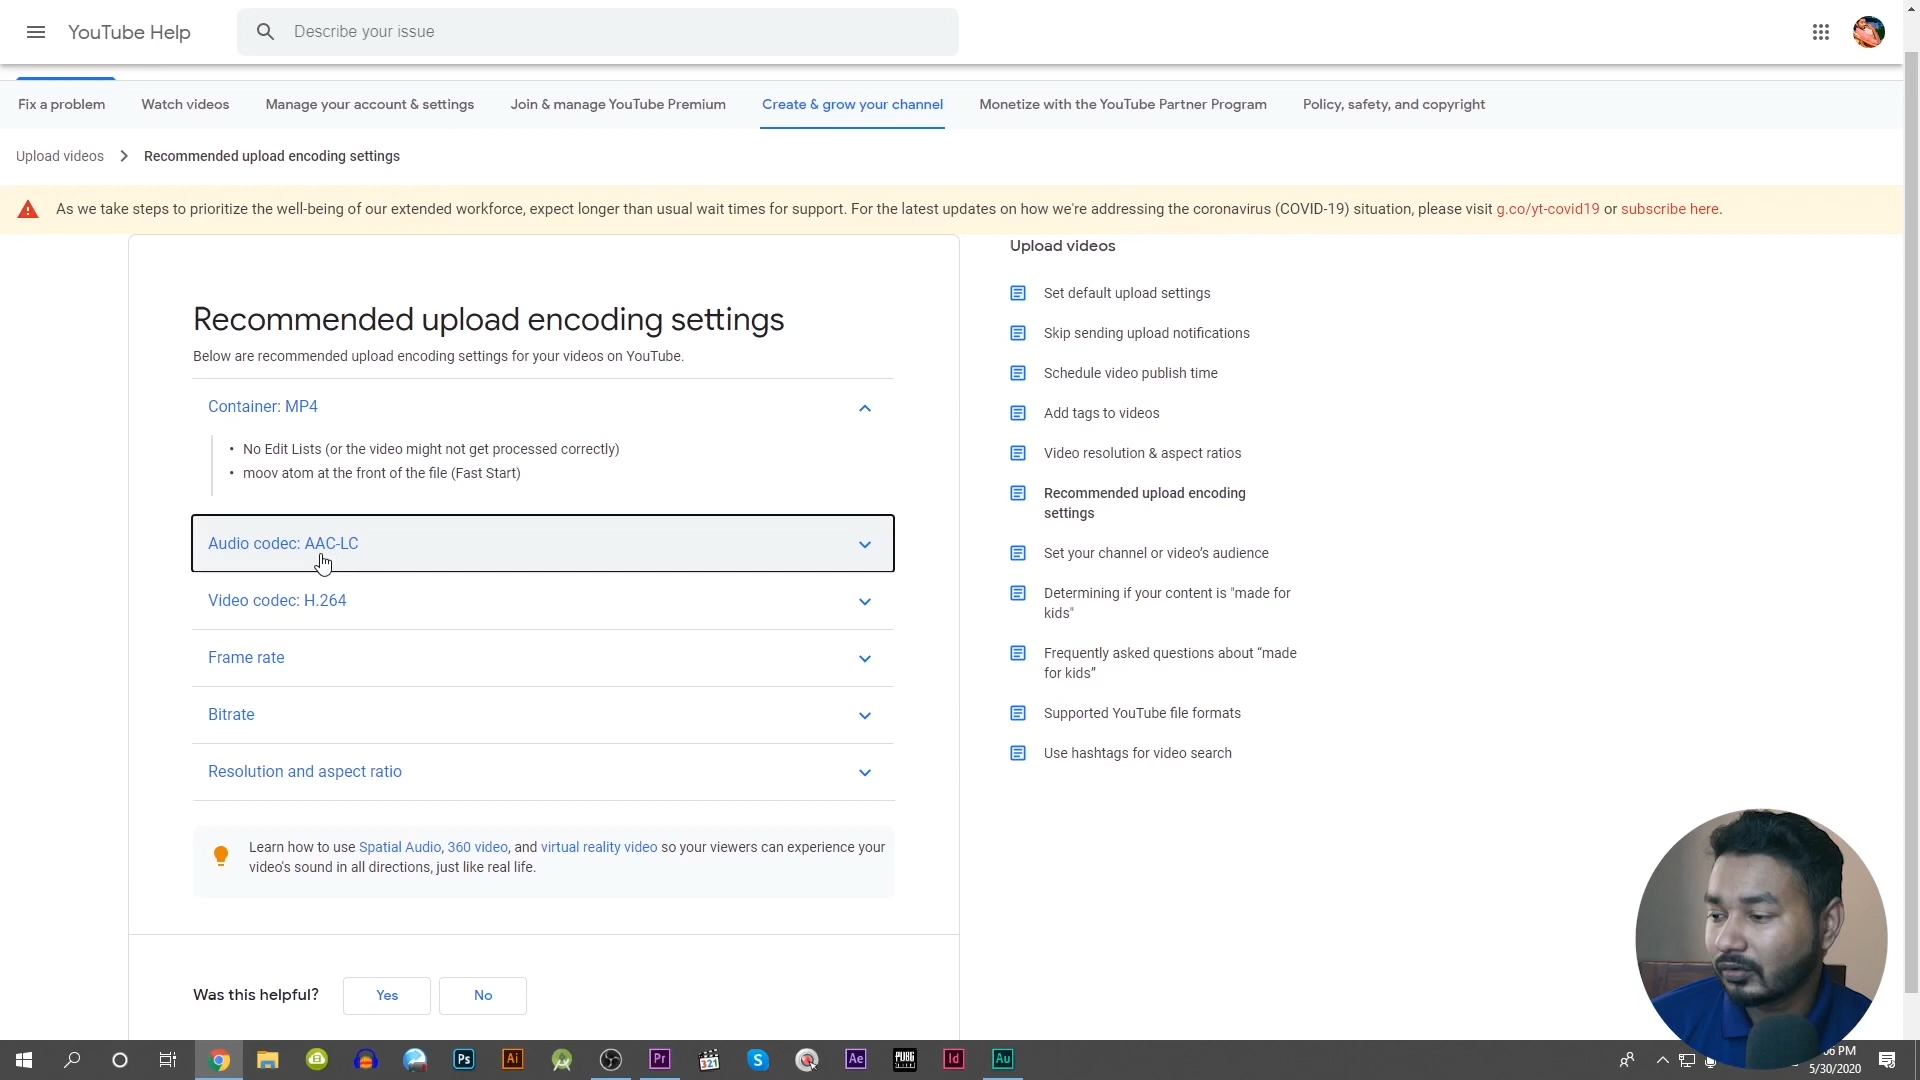 YouTube Help
Describe your issue
Fix a problem
Watch videos
Manage your account & settings
Join & manage YouTube Premium
Create & grow your channel
Monetize with the YouTube Partner Program
Policy, safety, and copyright
Upload videos
Recommended upload encoding settings
As we take steps to prioritize the well-being of our extended workforce, expect longer than usual wait times for support. For the latest updates on how we're addressing the coronavirus (COVID-19) situation, please visit g.co/yt-covid19 or subscribe here.
Recommended upload encoding settings
Below are recommended upload encoding settings for your videos on YouTube.
Container: MP4
• No Edit Lists (or the video might not get processed correctly)
• moov atom at the front of the file (Fast Start)
Audio codec: AAC-LC
Video codec: H.264
Frame rate
Bitrate
Resolution and aspect ratio
Learn how to use Spatial Audio, 360 video, and virtual reality video so your viewers can experience your
video's sound in all directions, just like real life.
Was this helpful?
Yes
No
Upload videos
Set default upload settings
Skip sending upload notifications
Schedule video publish time
Add tags to videos
Video resolution & aspect ratios
Recommended upload encoding
settings
Set your channel or video’s audience
Determining if your content is "made for
kids"
Frequently asked questions about “made
for kids”
Supported YouTube file formats
Use hashtags for video search
Ps
Ai
Pr
321
S
Ae
PUBG
Id
Au
06 PM
5/30/2020